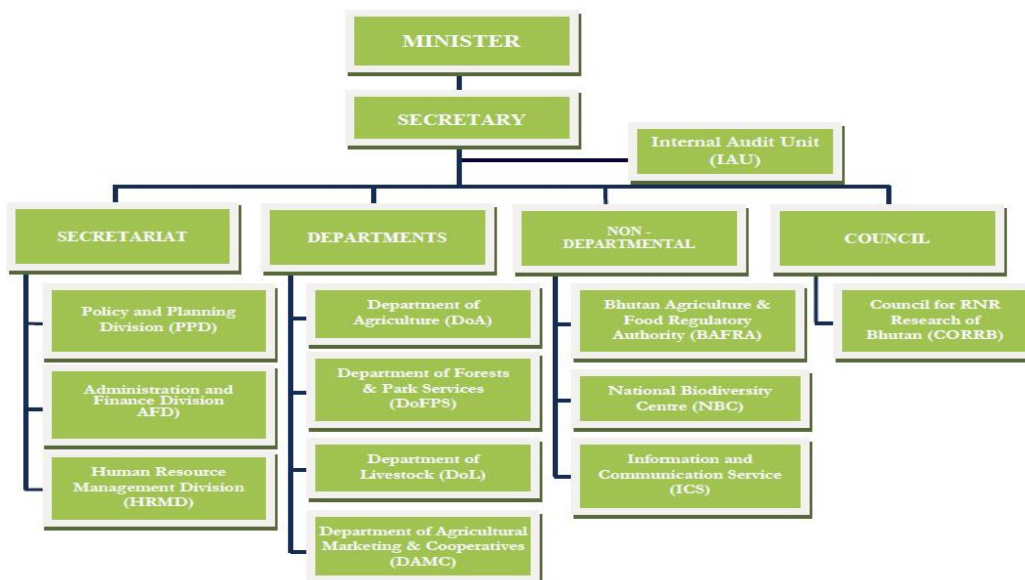 MINISTER
SECRETARY
Internal Audit Unit
(IAU)
SECRETARIAT
DEPARTMENTS
NON -
DEPARTMENTAL
COUNCIL
Policy and Planning
Division (PPD)
Administration and
Finance Division
AFD)
Human Resource
Management Division
(HRMD)
Department of
Agriculture (DoA)
Department of Forests
& Park Services
(DoFPS)
Department of
Livestock (DoL)
Department of Agricultural
Marketing & Cooperatives
(DAMC)
Bhutan Agriculture &
Food Regulatory
Authority (BAFRA)
National Biodiversity
Centre (NBC)
Information and
Communication Service
(ICS)
Council for RNR
Research of
Bhutan (CORRB)